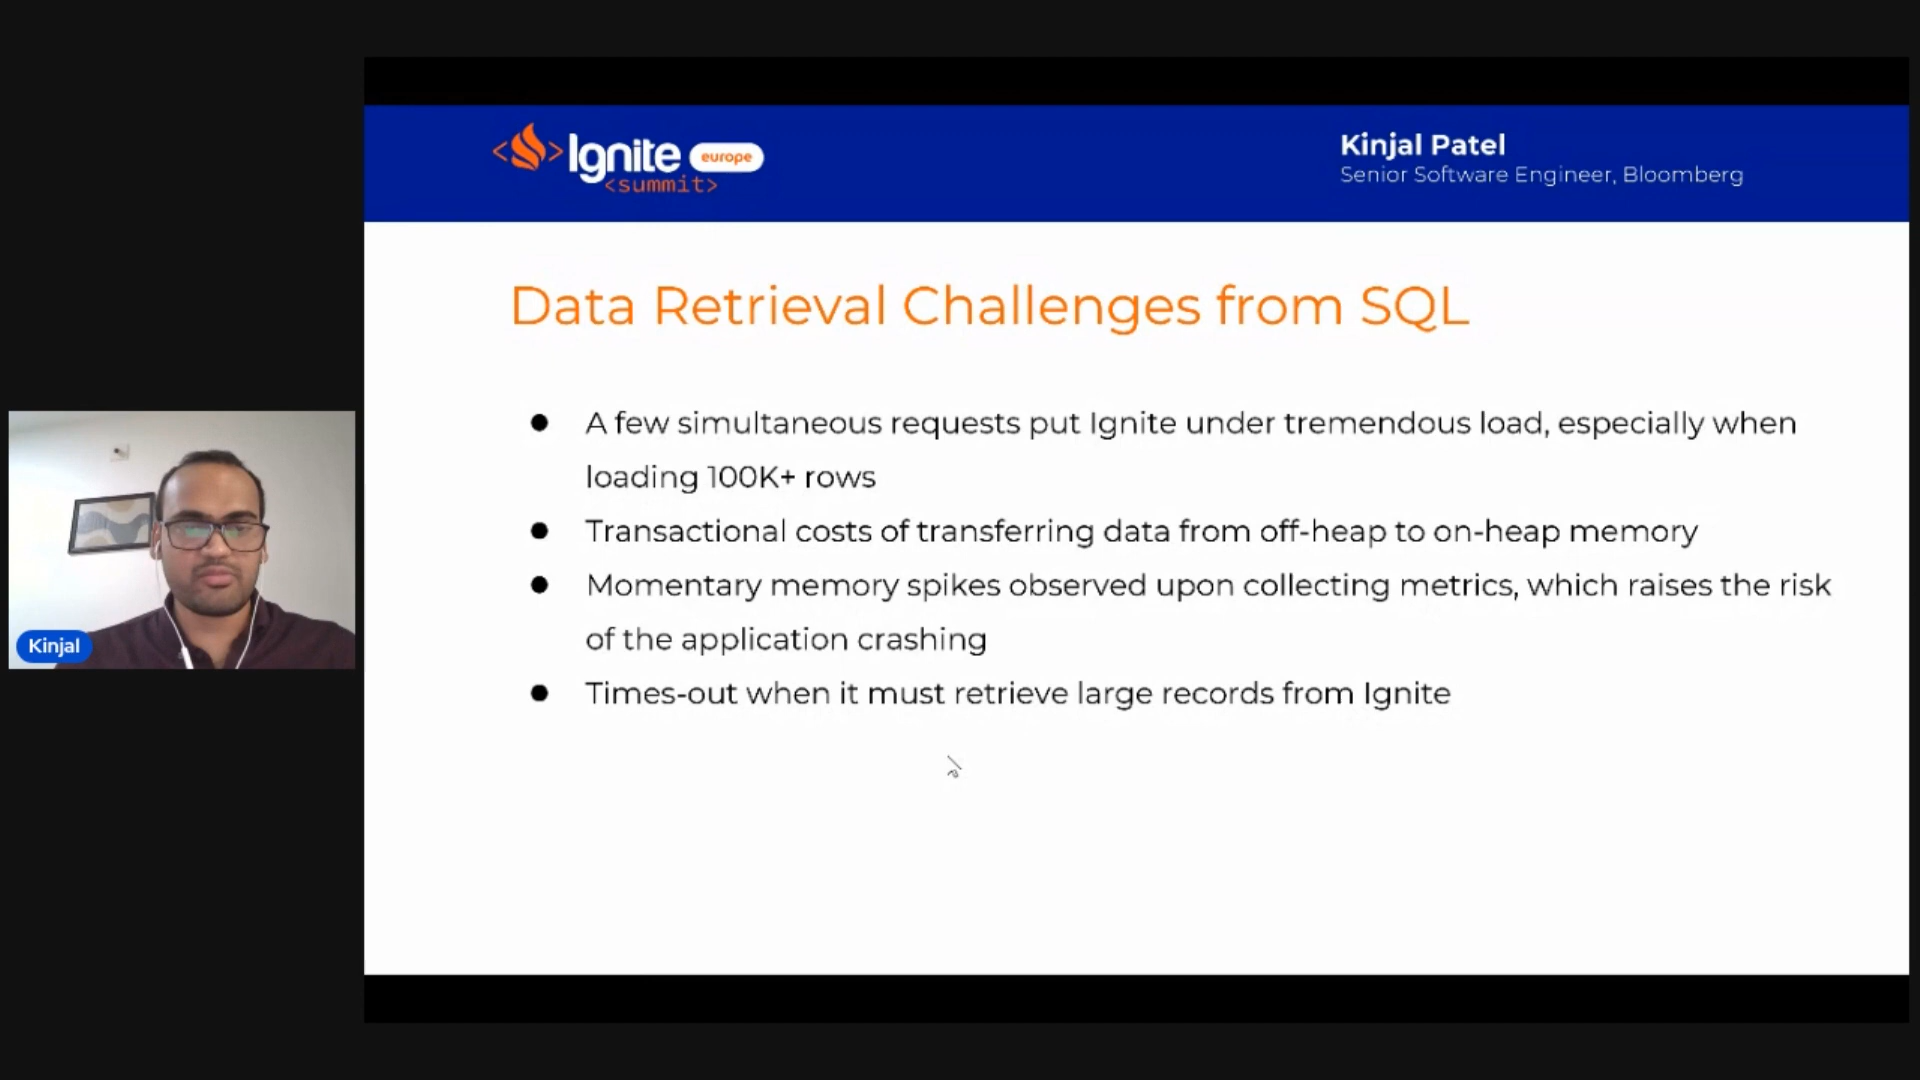 <> Ignite europe
<summit>
Kinjal Patel
Senior Software Engineer, Bloomberg
Data Retrieval Challenges from SQL
● A few simultaneous requests put Ignite under tremendous load, especially when
loading 100K+ rows
● Transactional costs of transferring data from off-heap to on-heap memory
● Momentary memory spikes observed upon collecting metrics, which raises the risk
of the application crashing
● Times-out when it must retrieve large records from Ignite
Kinjal